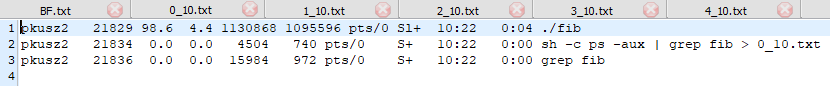 BF.txt 0_10.txt 1_10.txt 2_10.txt 3_10.txt 4_10.txt
1 pkusz2 21829 98.6 4.4 1130868 1095596 pts/0 Sl+ 10:22 0:04 ./fib
2 pkusz2 21834 0.0 0.0 4504 740 pts/0 S+ 10:22 0:00 sh -c ps -aux | grep fib > 0_10.txt
3 pkusz2 21836 0.0 0.0 15984 972 pts/0 S+ 10:22 0:00 grep fib
4